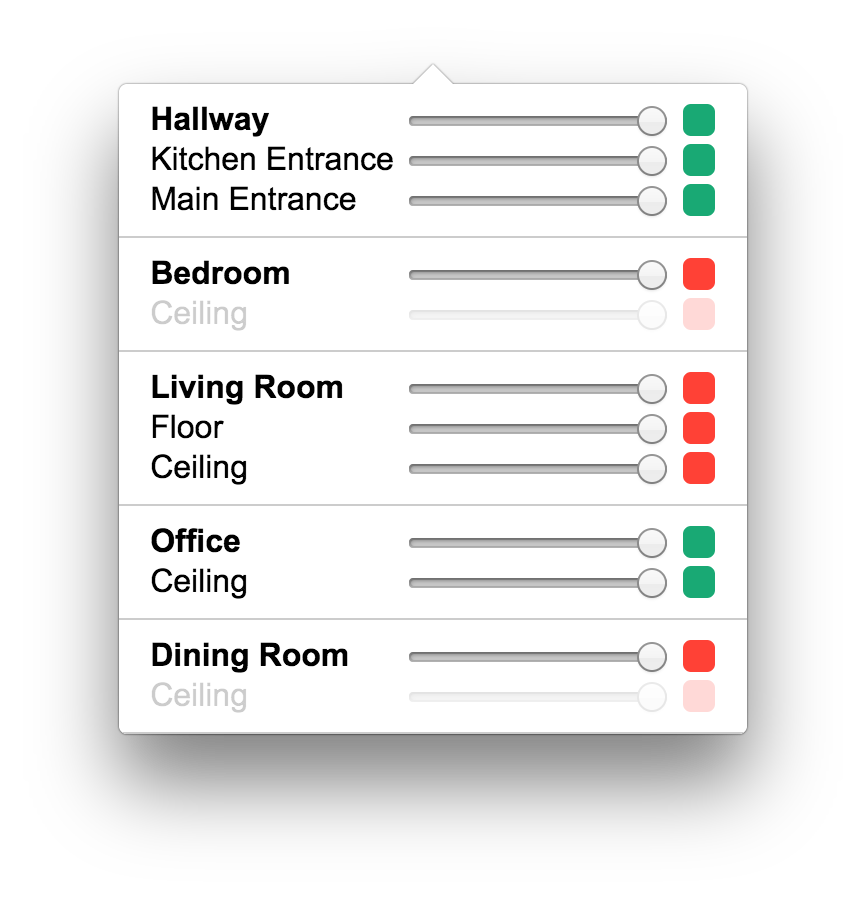 Hallway
Kitchen Entrance
Main Entrance
Bedroom
Ceiling
Living Room
Floor
Ceiling
Office
Ceiling
Dining Room
Ceiling